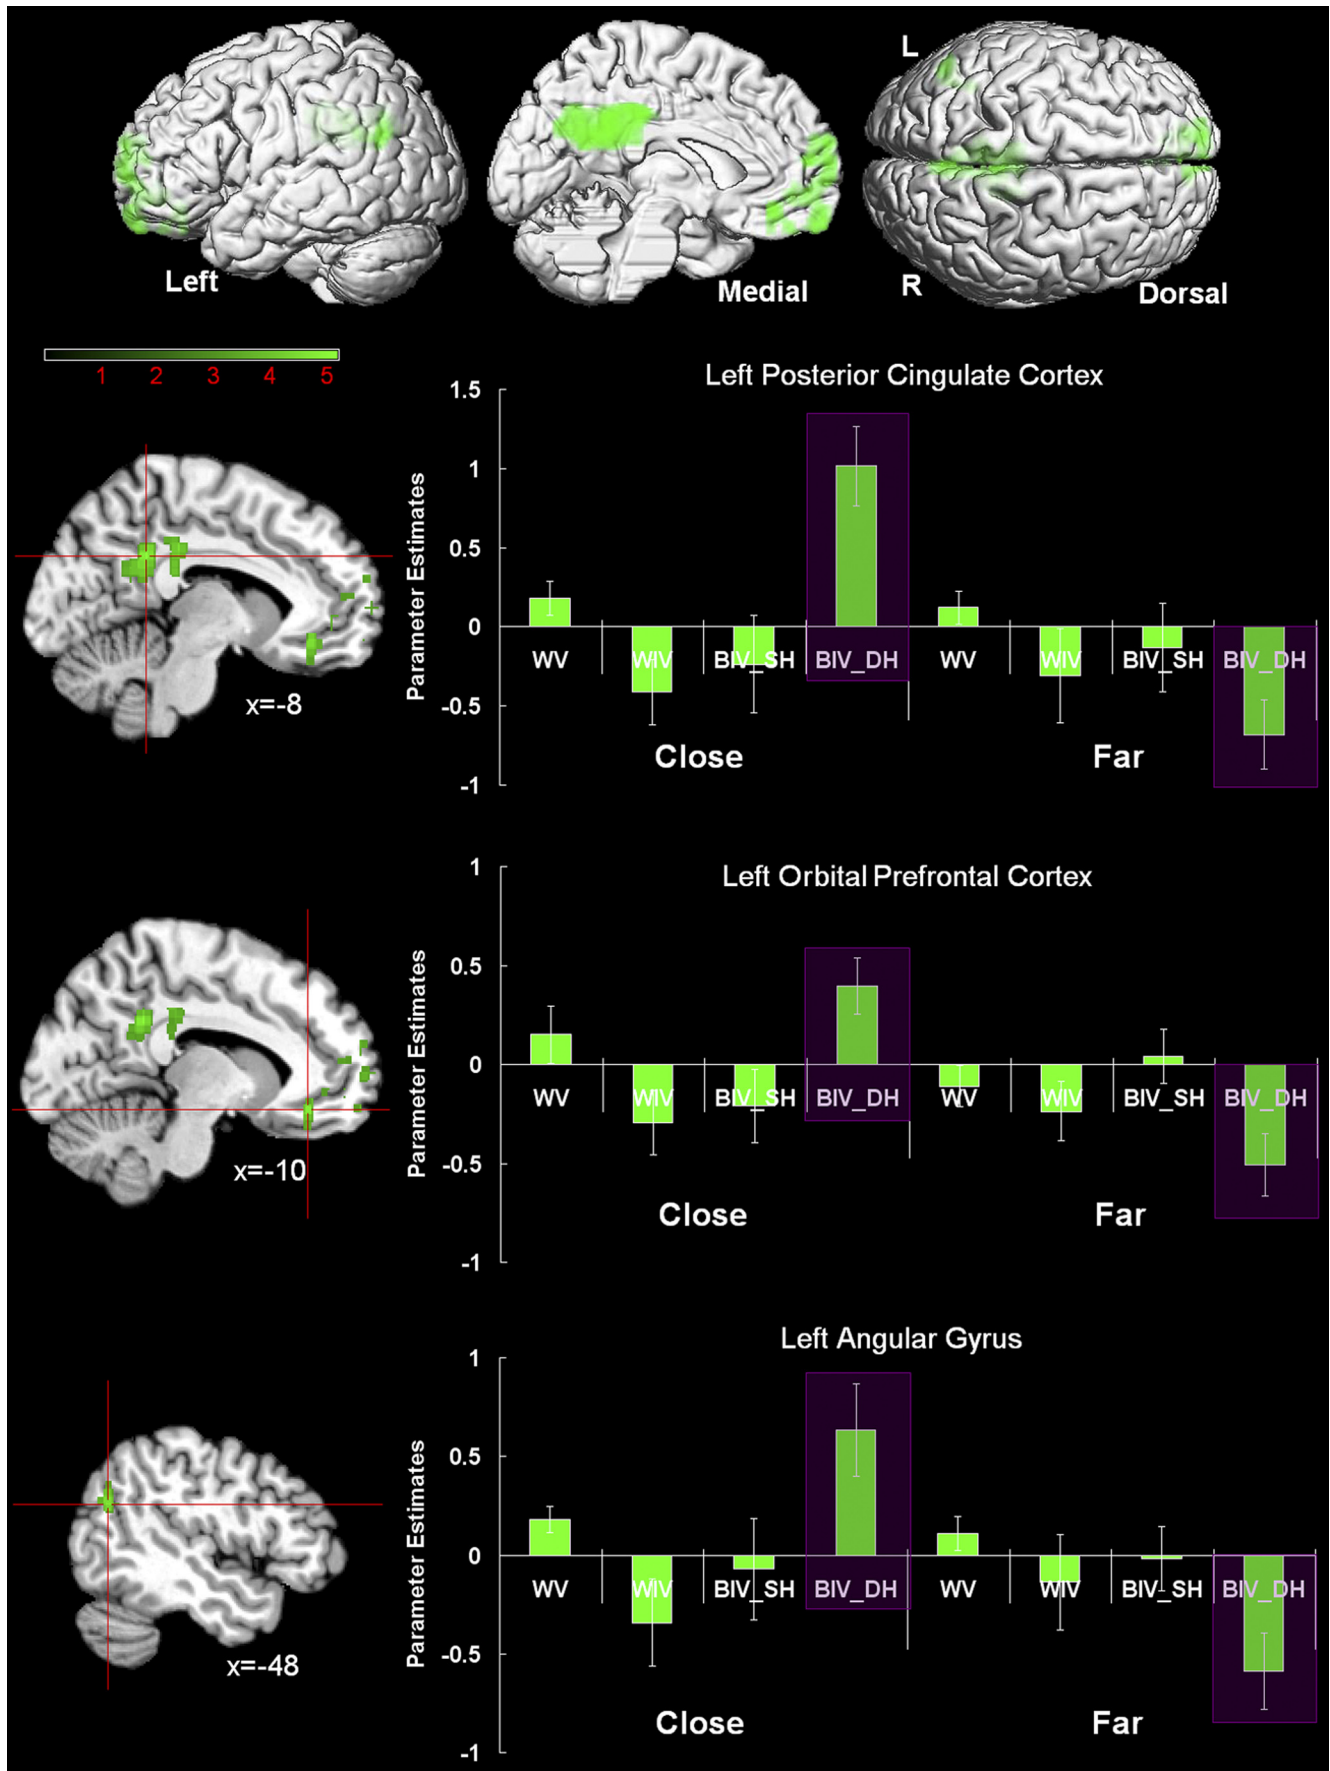 L
Left
Medial
R
Dorsal
1 2 3 4 5
Left Posterior Cingulate Cortex
Parameter Estimates
1.5
1
0.5
0
-0.5
-1
WV WIV BIV_SH BIV_DH WV WIV BIV_SH BIV_DH
Close Far
x=-8
Left Orbital Prefrontal Cortex
Parameter Estimates
1
0.5
0
-0.5
-1
WV WIV BIV_SH BIV_DH WV WIV BIV_SH BIV_DH
Close Far
x=-10
Left Angular Gyrus
Parameter Estimates
1
0.5
0
-0.5
-1
WV WIV BIV_SH BIV_DH WV WIV BIV_SH BIV_DH
Close Far
x=-48